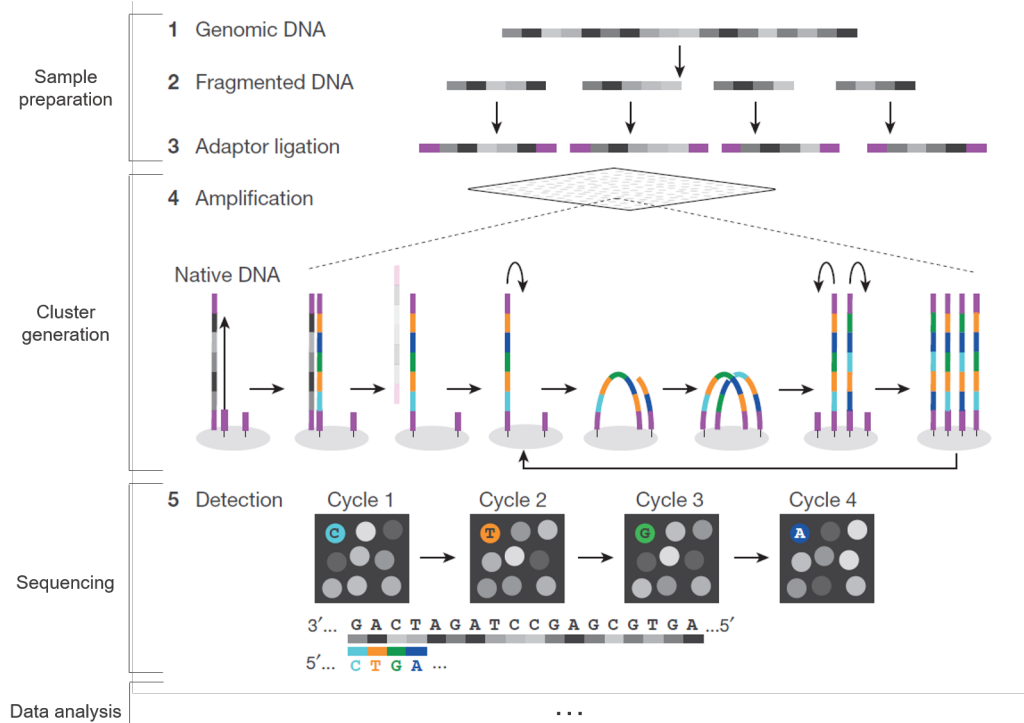 Sample
preparation
1 Genomic DNA
2 Fragmented DNA
3 Adaptor ligation
Cluster
generation
4 Amplification
Native DNA
Sequencing
5 Detection
Cycle 1 Cycle 2 Cycle 3 Cycle 4
C T G A
3′... G A C T A G A T C C G A G C G T G A ...5′
5′... C T G A ...
Data analysis
...